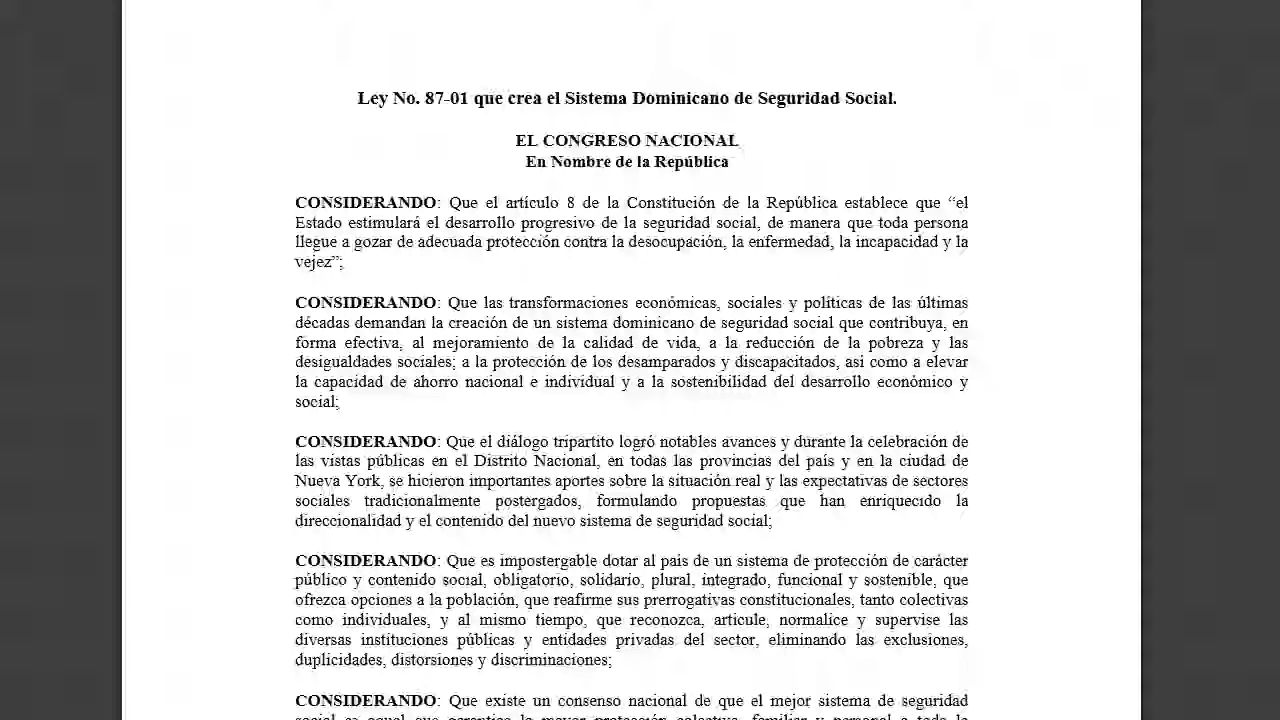 Ley No. 87-01 que crea el Sistema Dominicano de Seguridad Social.
EL CONGRESO NACIONAL
En Nombre de la República
CONSIDERANDO: Que el artículo 8 de la Constitución de la República establece que “el
Estado estimulará el desarrollo progresivo de la seguridad social, de manera que toda persona
llegue a gozar de adecuada protección contra la desocupación, la enfermedad, la incapacidad y la
vejez”;
CONSIDERANDO: Que las transformaciones económicas, sociales y políticas de las últimas
décadas demandan la creación de un sistema dominicano de seguridad social que contribuya, en
forma efectiva, al mejoramiento de la calidad de vida, a la reducción de la pobreza y las
desigualdades sociales; a la protección de los desamparados y discapacitados, así como a elevar
la capacidad de ahorro nacional e individual y a la sostenibilidad del desarrollo económico y
social;
CONSIDERANDO: Que el diálogo tripartito logró notables avances y durante la celebración de
las vistas públicas en el Distrito Nacional, en todas las provincias del país y en la ciudad de
Nueva York, se hicieron importantes aportes sobre la situación real y las expectativas de sectores
sociales tradicionalmente postergados, formulando propuestas que han enriquecido la
direccionalidad y el contenido del nuevo sistema de seguridad social;
CONSIDERANDO: Que es impostergable dotar al país de un sistema de protección de carácter
público y contenido social, obligatorio, solidario, plural, integrado, funcional y sostenible, que
ofrezca opciones a la población, que reafirme sus prerrogativas constitucionales, tanto colectivas
como individuales, y al mismo tiempo, que reconozca, articule, normalice y supervise las
diversas instituciones públicas y entidades privadas del sector, eliminando las exclusiones,
duplicidades, distorsiones y discriminaciones;
CONSIDERANDO: Que existe un consenso nacional de que el mejor sistema de seguridad
social es aquel que garantice la mayor protección colectiva, familiar y personal a toda la